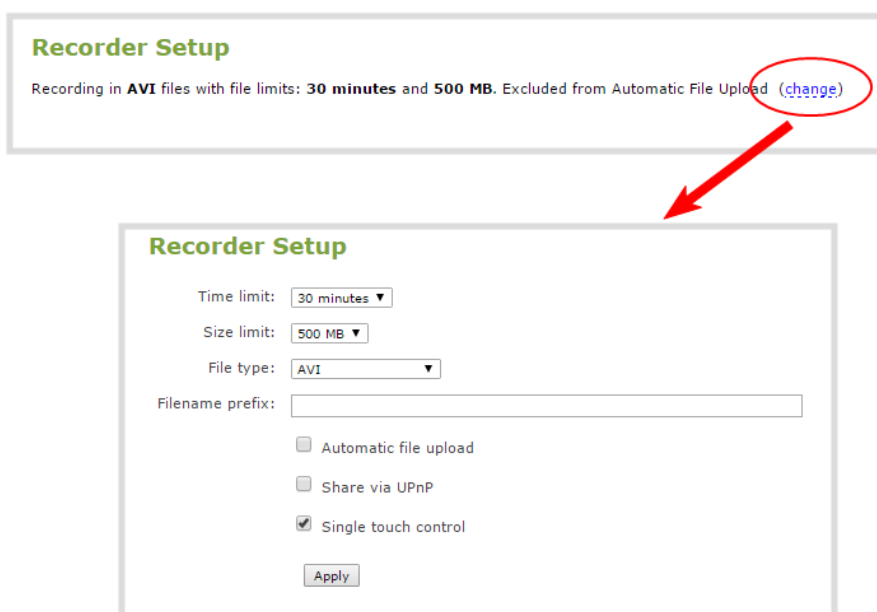 Recorder Setup
Recording in AVI files with file limits: 30 minutes and 500 MB. Excluded from Automatic File Upload (change)
Recorder Setup
Time limit: 30 minutes
Size limit: 500 MB
File type: AVI
Filename prefix:
Automatic file upload
Share via UPnP
Single touch control
Apply